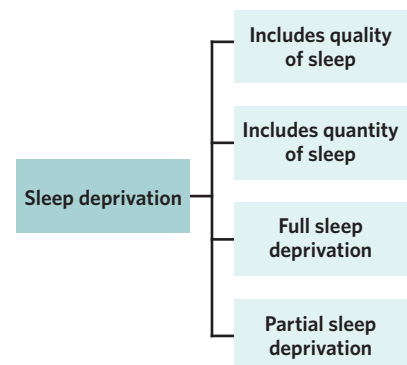 Includes quality
of sleep
Includes quantity
of sleep
Sleep deprivation
Full sleep
deprivation
Partial sleep
deprivation